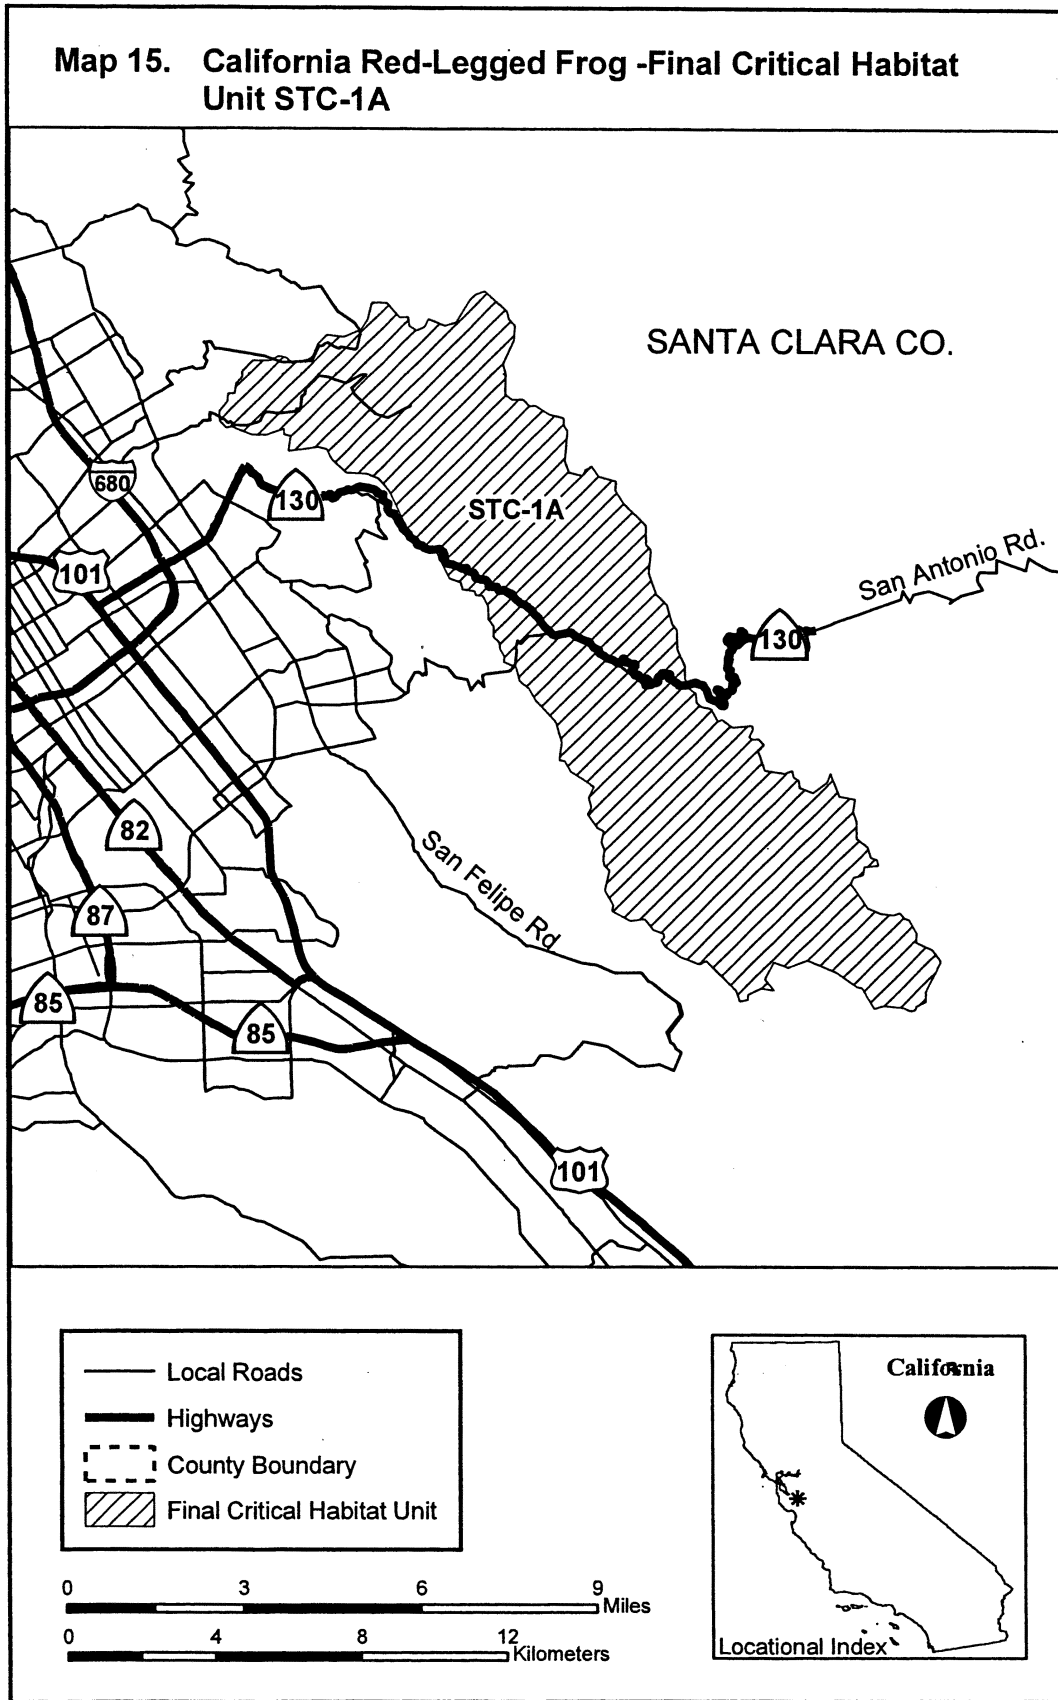 Map 15. California Red-Legged Frog -Final Critical Habitat
Unit STC-1A
SANTA CLARA CO.
680
130
STC-1A
101
San Antonio Rd.
130
82
San Felipe Rd
87
85
85
101
Local Roads
Highways
County Boundary
Final Critical Habitat Unit
0 3 6 9
Miles
0 4 8 12
Kilometers
California
Locational Index